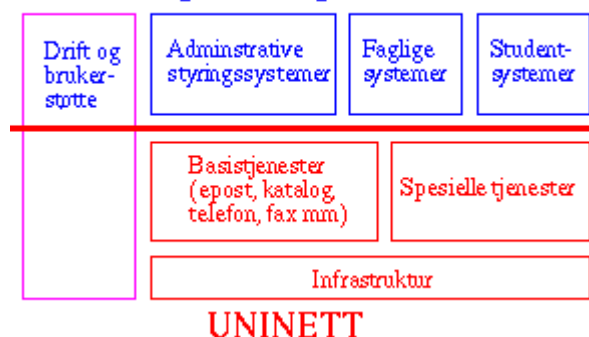 Drift og
bruker-
støtte
Adminstrative
styringssystemer
Faglige
systemer
Student-
systemer
Basistjenester
(epost, katalog,
telefon, fax mm)
Spesielle tjenester
Infrastruktur
UNINETT